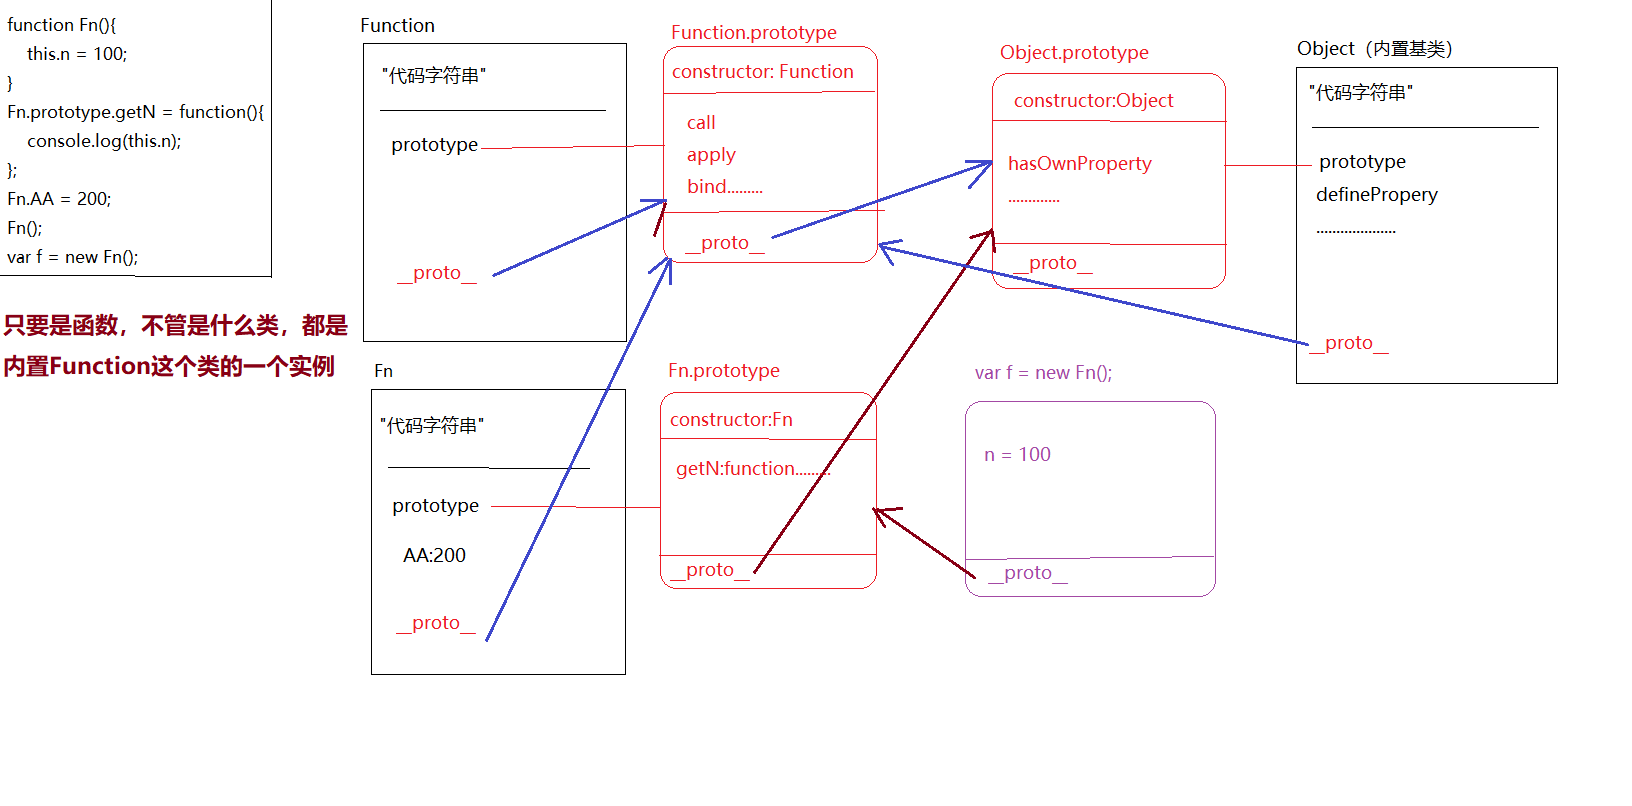 function Fn(){
this.n = 100;
}
Fn.prototype.getN = function(){
console.log(this.n);
};
Fn.AA = 200;
Fn();
var f = new Fn();
只要是函数，不管是什么类，都是
内置Function这个类的一个实例
Function
"代码字符串"
prototype
__proto__
Function.prototype
constructor: Function
call
apply
bind.........
__proto__
Object.prototype
constructor:Object
hasOwnProperty
.............
__proto__
Object（内置基类）
"代码字符串"
prototype
definePropery
....................
__proto__
Fn
"代码字符串"
prototype
AA:200
__proto__
Fn.prototype
constructor:Fn
getN:function.........
__proto__
var f = new Fn();
n = 100
__proto__